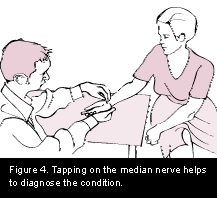 Figure 4. Tapping on the median nerve helps
to diagnose the condition.